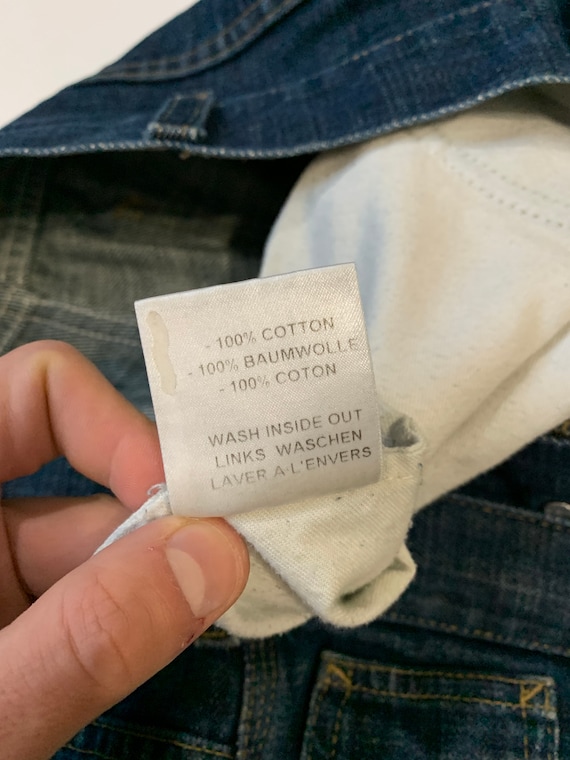 - 100% COTTON
- 100% BAUMWOLLE
- 100% COTON
WASH INSIDE OUT
LINKS WASCHEN
LAVER A L'ENVERS